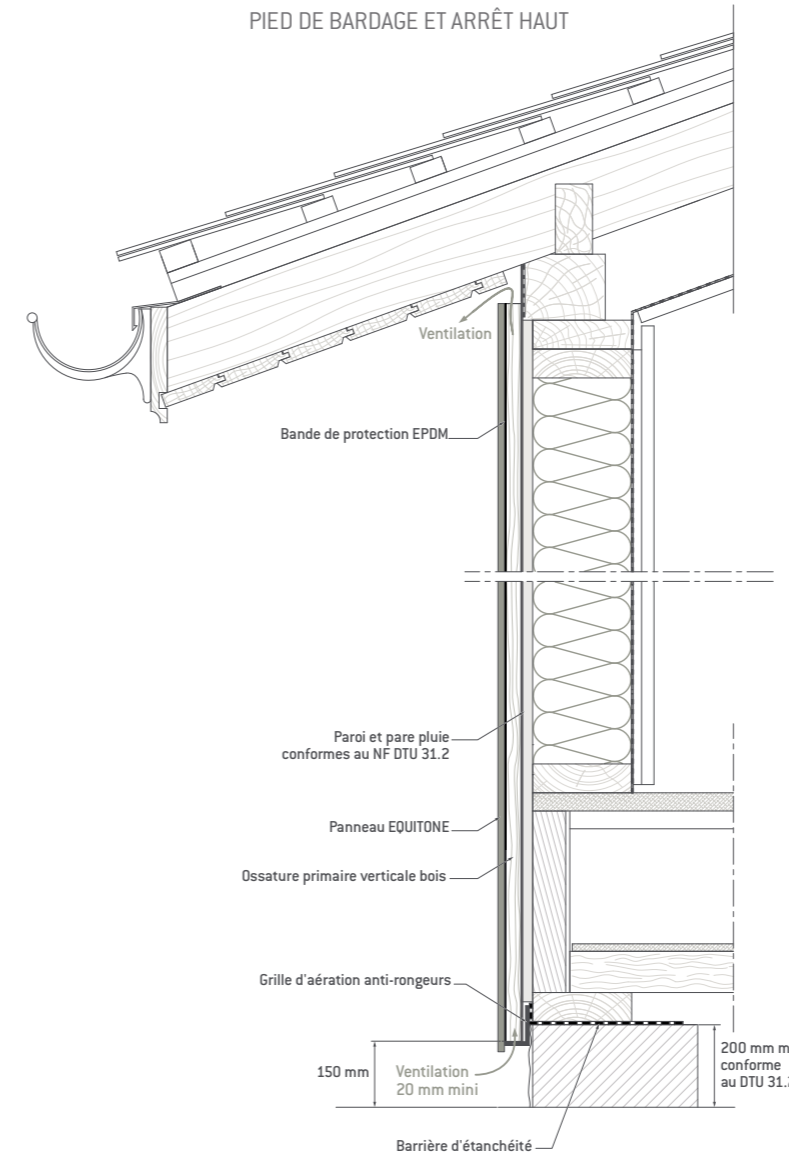 PIED DE BARDAGE ET ARRÊT HAUT
Ventilation
Bande de protection EPDM
Paroi et pare pluie
conformes au NF DTU 31.2
Panneau EQUITONE
Ossature primaire verticale bois
Grille d'aération anti-rongeurs
150 mm
Ventilation
20 mm mini
200 mm m
conforme
au DTU 31.2
Barrière d'étanchéité